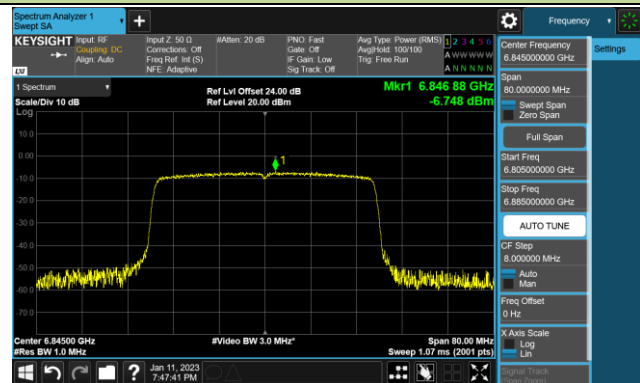 Spectrum Analyzer 1
Swept SA
Frequency
KEYSIGHT
Input: RF
Coupling: DC
Align: Auto
Input Z: 50 Ω
Corrections: Off
Freq Ref: Int (S)
NFE: Adaptive
#Atten: 20 dB
PNO: Fast
Gate: Off
IF Gain: Low
Sig Track: Off
Avg Type: Power (RMS)
Avg|Hold: 100/100
Trig: Free Run
1 2 3 4 5 6
A W W W W W
A N N N N N
LXI
1 Spectrum
Scale/Div 10 dB
Log
Ref Lvl Offset 24.00 dB
Ref Level 20.00 dBm
Mkr1 6.846 88 GHz
-6.748 dBm
10.0
0.00
-10.0
-20.0
-30.0
-40.0
-50.0
-60.0
-70.0
1
Center 6.84500 GHz
#Res BW 1.0 MHz
#Video BW 3.0 MHz*
Span 80.00 MHz
Sweep 1.07 ms (2001 pts)
Jan 11, 2023
7:47:41 PM
Center Frequency
6.845000000 GHz
Settings
Span
80.0000000 MHz
Swept Span
Zero Span
Full Span
Start Freq
6.805000000 GHz
Stop Freq
6.885000000 GHz
AUTO TUNE
CF Step
8.000000 MHz
Auto
Man
Freq Offset
0 Hz
X Axis Scale
Log
Lin
Signal Track
(Span Zoom)